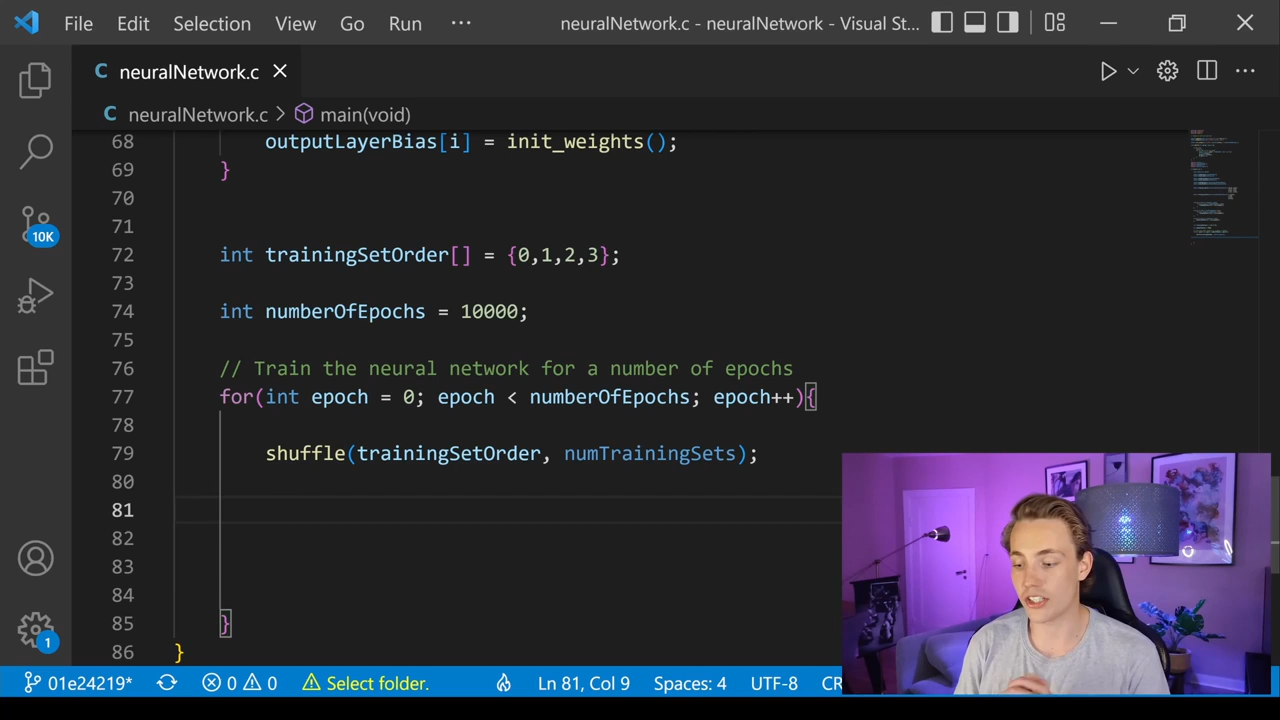 File Edit Selection View Go Run ··· neuralNetwork.c - neuralNetwork - Visual St...
C neuralNetwork.c
C neuralNetwork.c > main(void)
68 outputLayerBias[i] = init_weights();
69 }
70
71
72 int trainingSetOrder[] = {0,1,2,3};
73
74 int numberOfEpochs = 10000;
75
76 // Train the neural network for a number of epochs
77 for(int epoch = 0; epoch < numberOfEpochs; epoch++){
78
79 shuffle(trainingSetOrder, numTrainingSets);
80
81
82
83
84
85 }
86 }
10K
1
01e24219* 0 0 Select folder. Ln 81, Col 9 Spaces: 4 UTF-8 CR